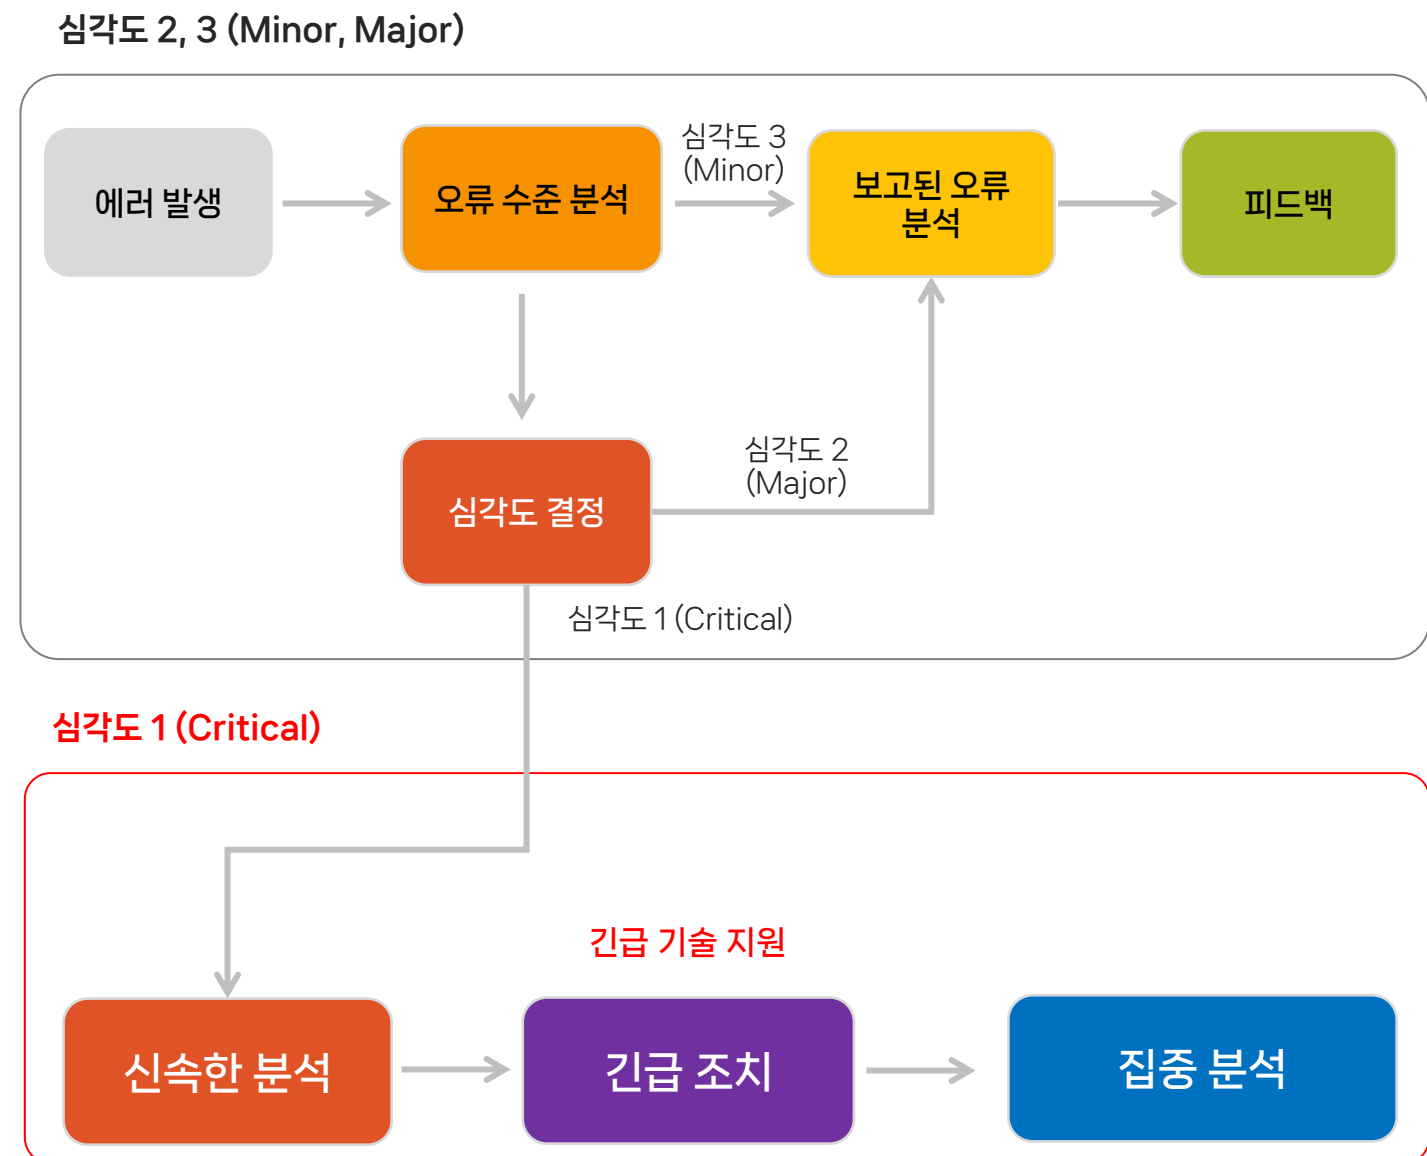 심각도 2, 3 (Minor, Major)
에러 발생
오류 수준 분석
심각도 3
(Minor)
보고된 오류
분석
피드백
심각도 2
(Major)
심각도 결정
심각도 1 (Critical)
심각도 1 (Critical)
긴급 기술 지원
신속한 분석
긴급 조치
집중 분석